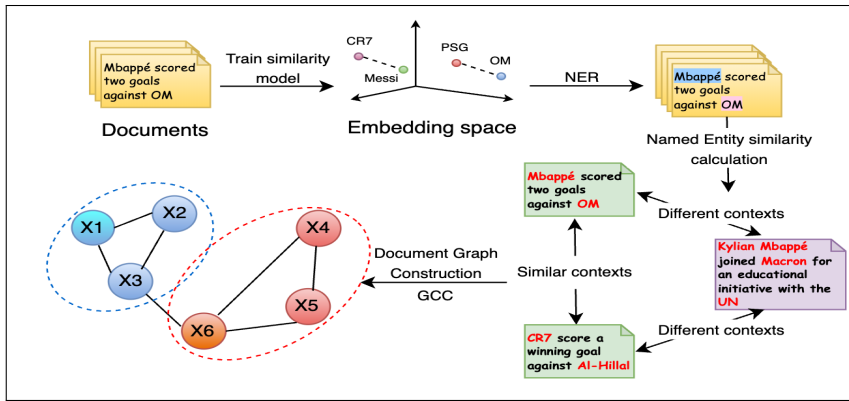 Mbappé scored
two goals
against OM
Documents
Train similarity
model
CR7
Messi
PSG
OM
Embedding space
NER
Mbappé scored
two goals
against OM
Named Entity similarity
calculation
Mbappé scored
two goals
against OM
Different contexts
Kylian Mbappé
joined Macron for
an educational
initiative with the
UN
Different contexts
Similar contexts
CR7 score a
winning goal
against Al-Hillal
Document Graph
Construction
GCC
X1
X2
X3
X4
X5
X6